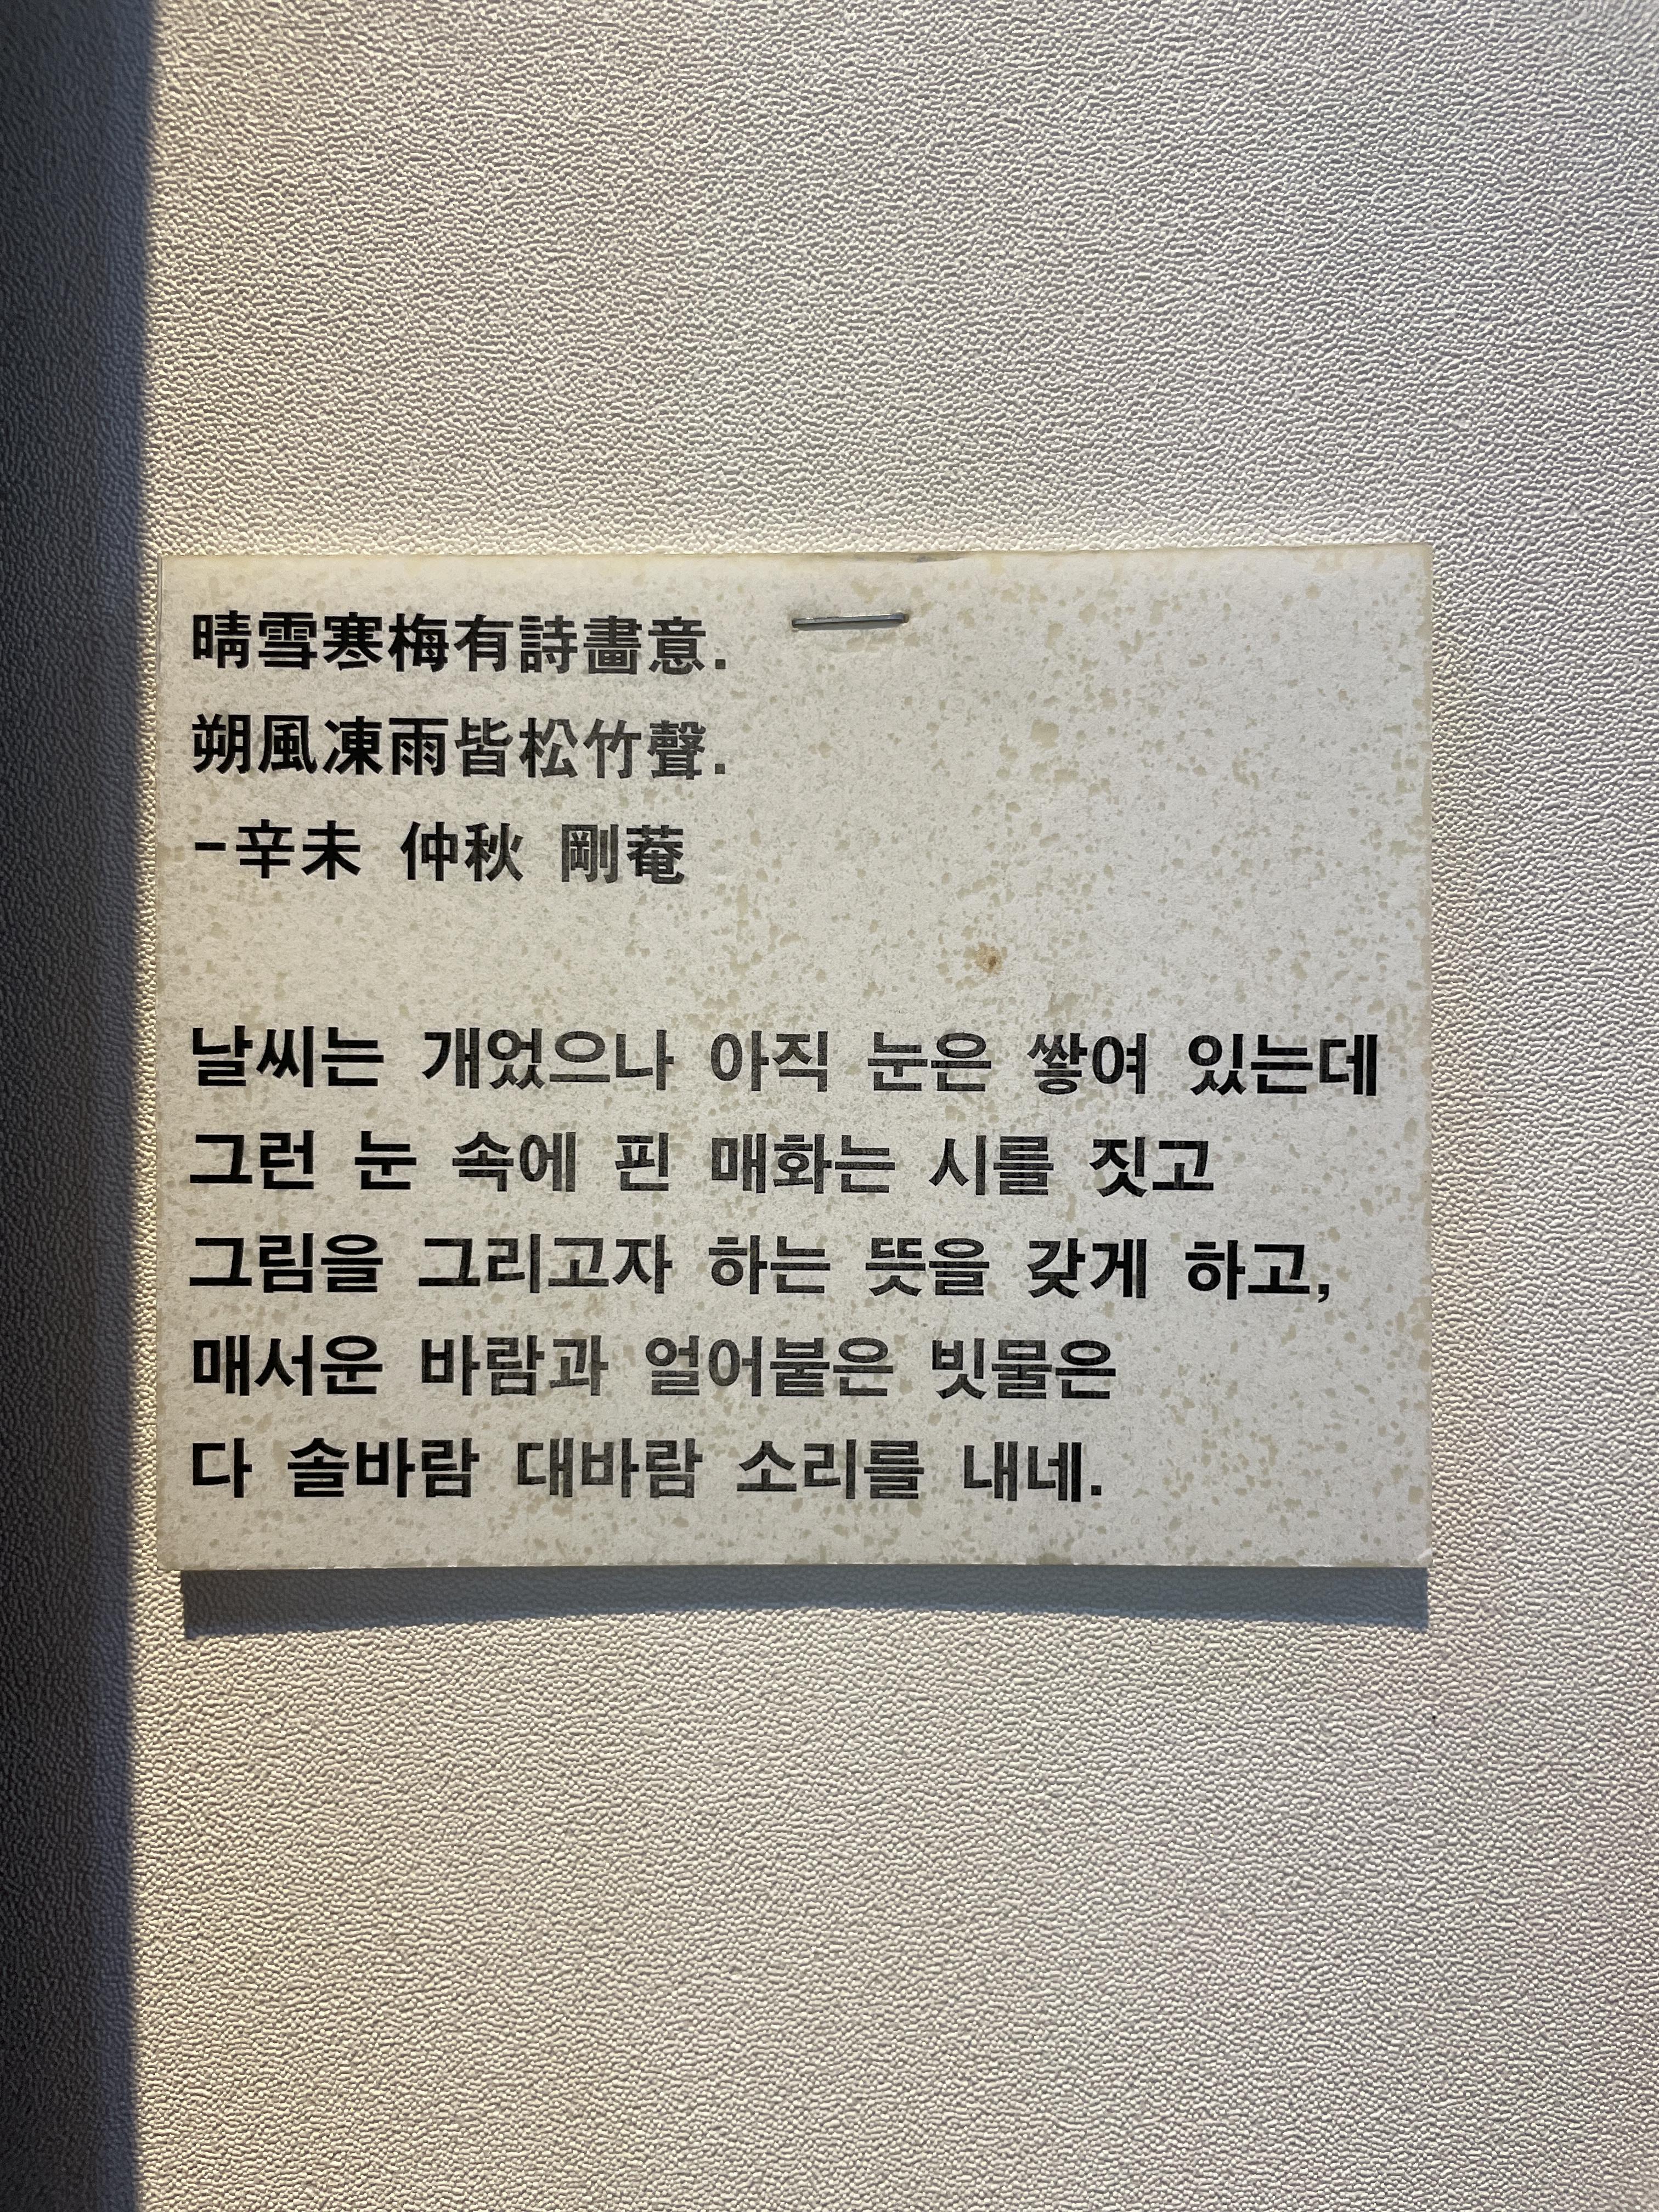 晴雪寒梅有詩畵意.
朔風凍雨皆松竹聲.
-辛未 仲秋 剛菴
날씨는 개었으나 아직 눈은 쌓여 있는데
그런 눈 속에 핀 매화는 시를 짓고
그림을 그리고자 하는 뜻을 갖게 하고,
매서운 바람과 얼어붙은 빗물은
다 솔바람 대바람 소리를 내네.